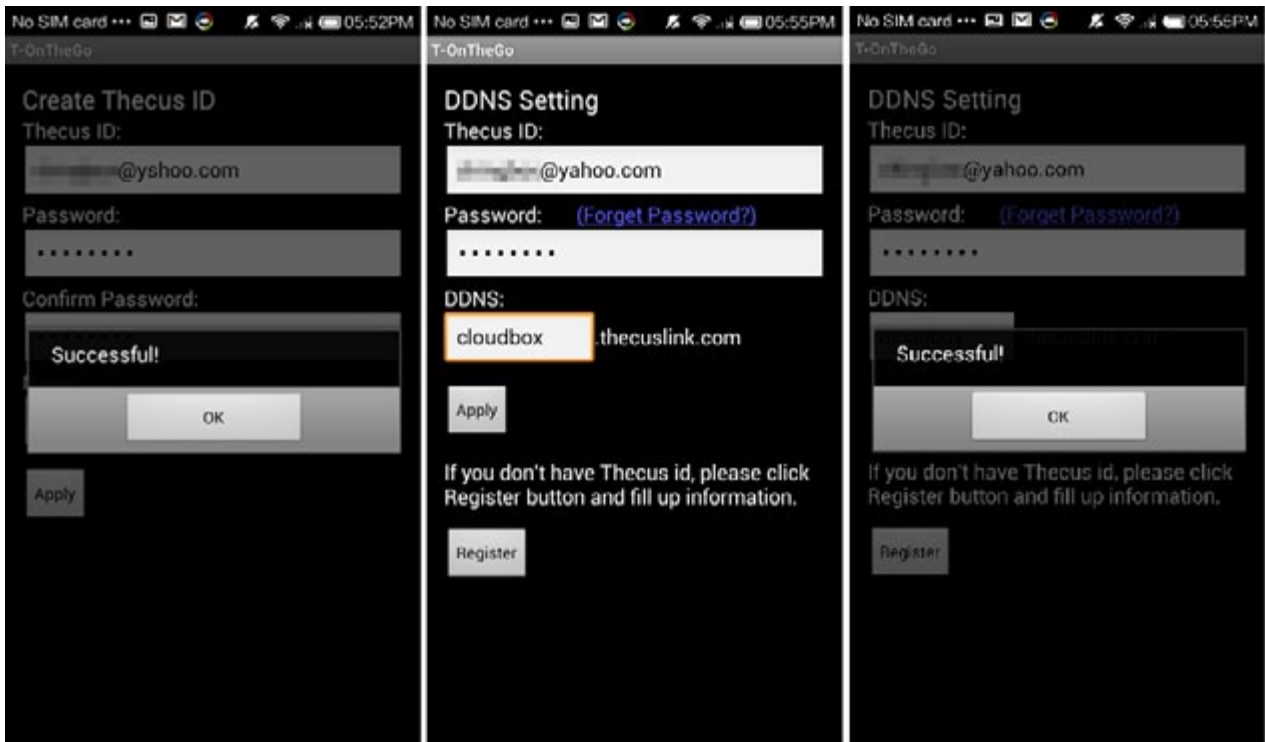 No SIM card ••• 05:52PM
T-OnTheGo
Create Thecus ID
Thecus ID:
@yshoo.com
Password:
••••••••
Confirm Password:
Successful!
OK
Apply
No SIM card ••• 05:55PM
T-OnTheGo
DDNS Setting
Thecus ID:
@yahoo.com
Password: (Forget Password?)
••••••••
DDNS:
cloudbox .thecuslink.com
Apply
If you don't have Thecus id, please click
Register button and fill up information.
Register
No SIM card ••• 05:55PM
T-OnTheGo
DDNS Setting
Thecus ID:
@yahoo.com
Password: (Forget Password?)
••••••••
DDNS:
.thecuslink.com
Successful!
OK
If you don't have Thecus id, please click
Register button and fill up information.
Register